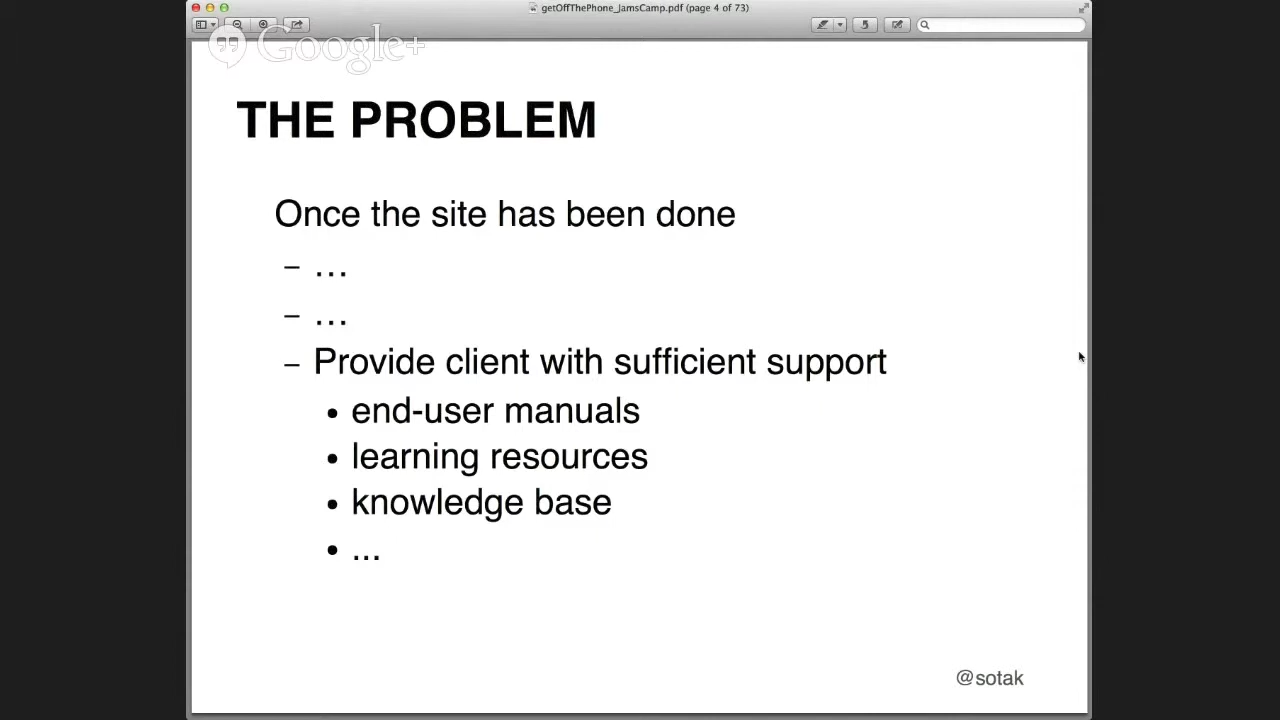 getOffThePhone_JamsCamp.pdf (page 4 of 73)
Google+
THE PROBLEM
Once the site has been done
– …
– …
– Provide client with sufficient support
• end-user manuals
• learning resources
• knowledge base
• ...
@sotak